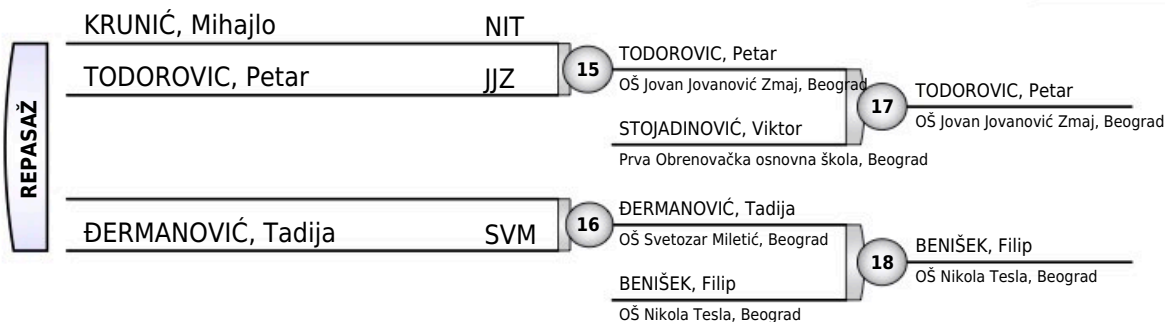 REPASAŽ
KRUNIĆ, Mihajlo NIT
TODOROVIC, Petar JJZ
15
TODOROVIC, Petar
OŠ Jovan Jovanović Zmaj, Beograd
STOJADINOVIĆ, Viktor
Prva Obrenovačka osnovna škola, Beograd
17
TODOROVIC, Petar
OŠ Jovan Jovanović Zmaj, Beograd
ĐERMANOVIĆ, Tadija SVM
16
ĐERMANOVIĆ, Tadija
OŠ Svetozar Miletić, Beograd
BENIŠEK, Filip
OŠ Nikola Tesla, Beograd
18
BENIŠEK, Filip
OŠ Nikola Tesla, Beograd